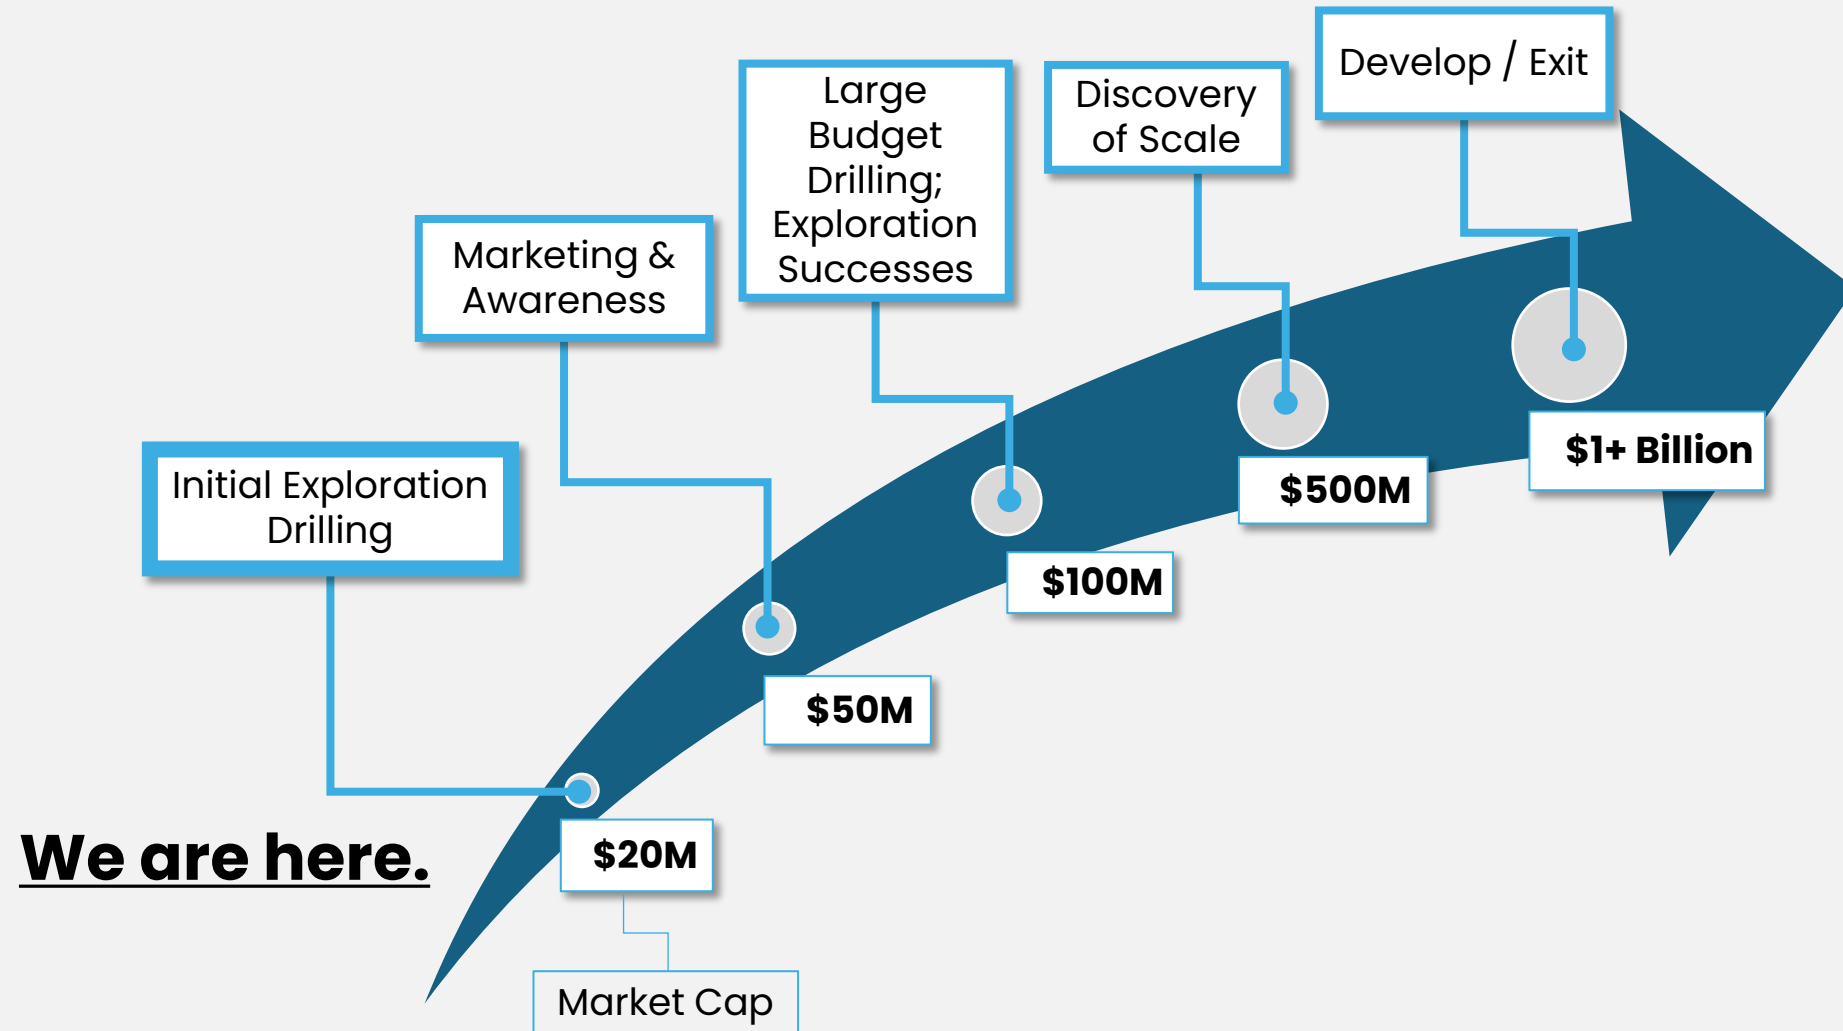 Develop / Exit
Large
Budget
Drilling;
Exploration
Successes
Discovery
of Scale
Marketing &
Awareness
Initial Exploration
Drilling
$1+ Billion
$500M
$100M
$50M
$20M
We are here.
Market Cap